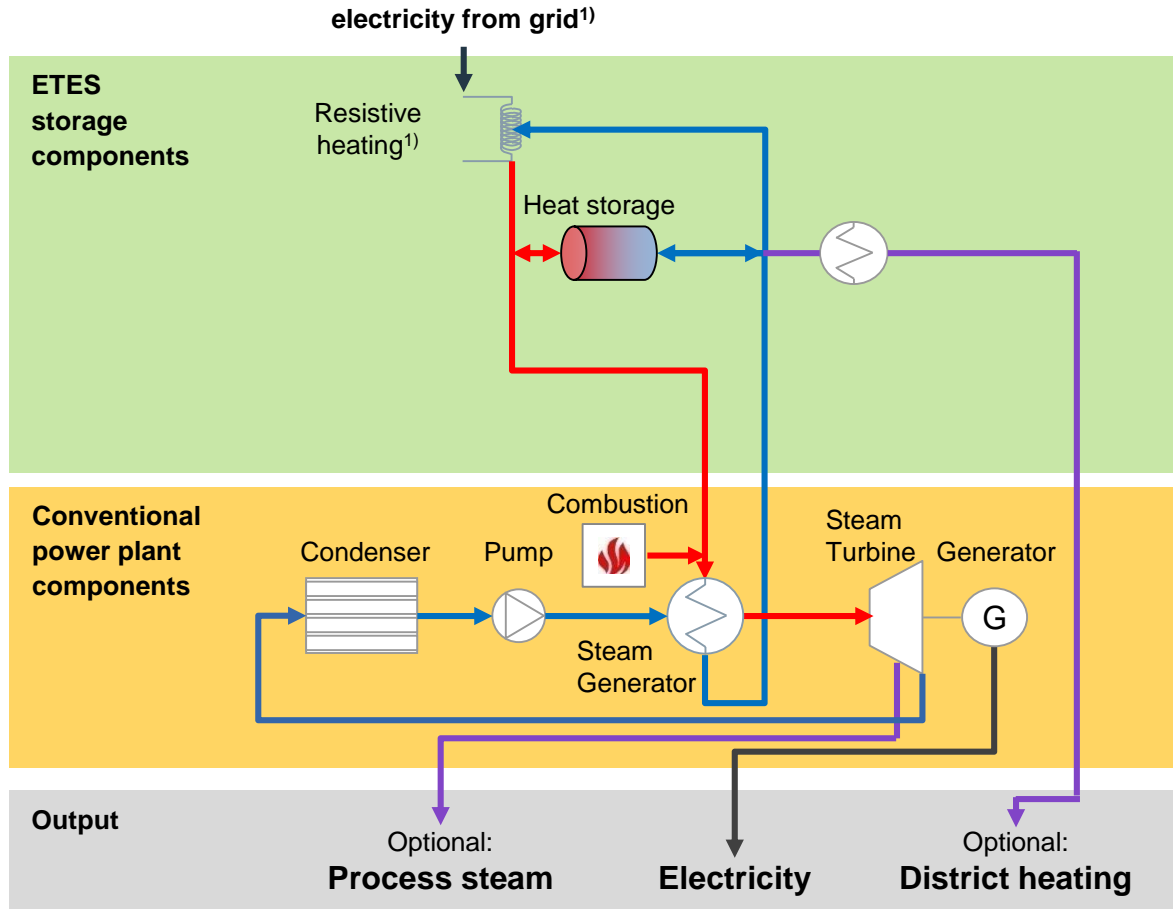 electricity from grid1)
ETES
storage
components
Resistive
heating1)
Heat storage
Conventional
power plant
components
Combustion
Condenser
Pump
Steam
Turbine
Generator
G
Steam
Generator
Output
Optional:
Process steam
Electricity
Optional:
District heating